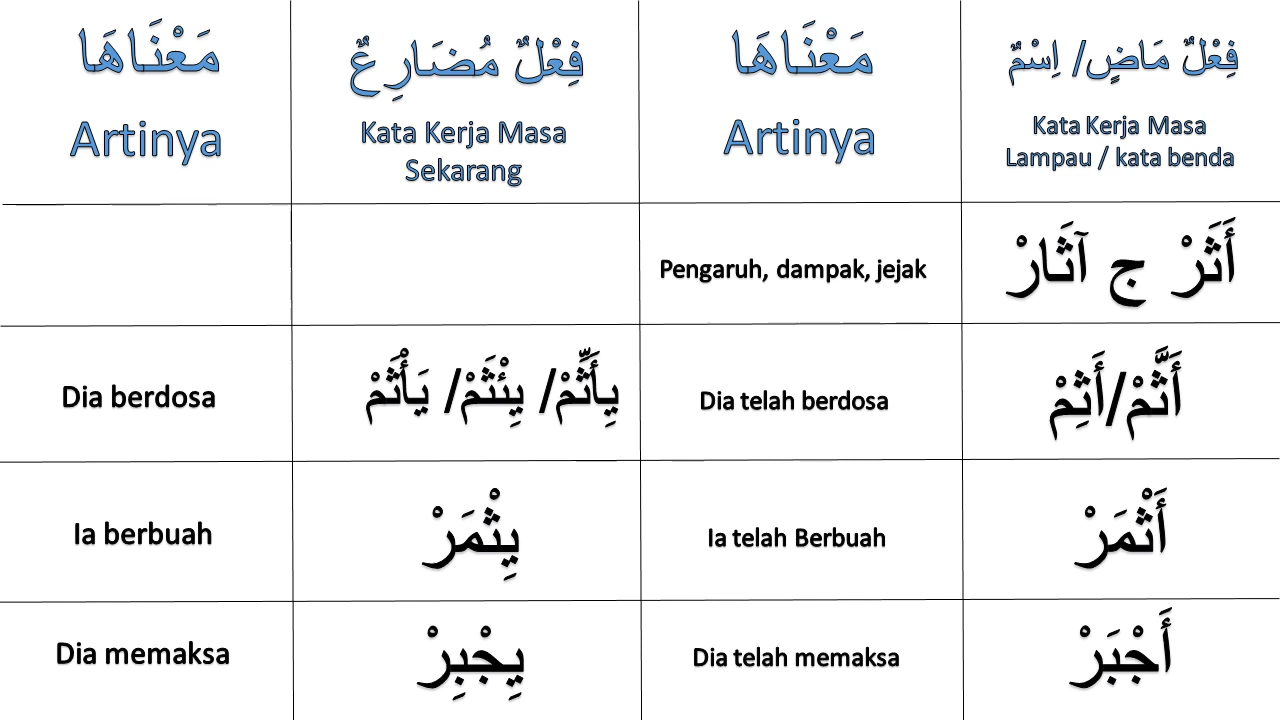 فِعْلٌ مَاضٍ/ اِسْمٌ
Kata Kerja Masa
Lampau / kata benda
مَعْنَاهَا
Artinya
فِعْلٌ مُضَارِعٌ
Kata Kerja Masa
Sekarang
مَعْنَاهَا
Artinya
أَثَرْ ج آثَارْ
Pengaruh, dampak, jejak
أَثَّمْ/أَثِمْ
Dia telah berdosa
يِأَثِّمْ/ يِئْثَمْ/ يَأْثَمْ
Dia berdosa
أَثْمَرْ
Ia telah Berbuah
يِثْمَرْ
Ia berbuah
أَجْبَرْ
Dia telah memaksa
يِجْبِرْ
Dia memaksa